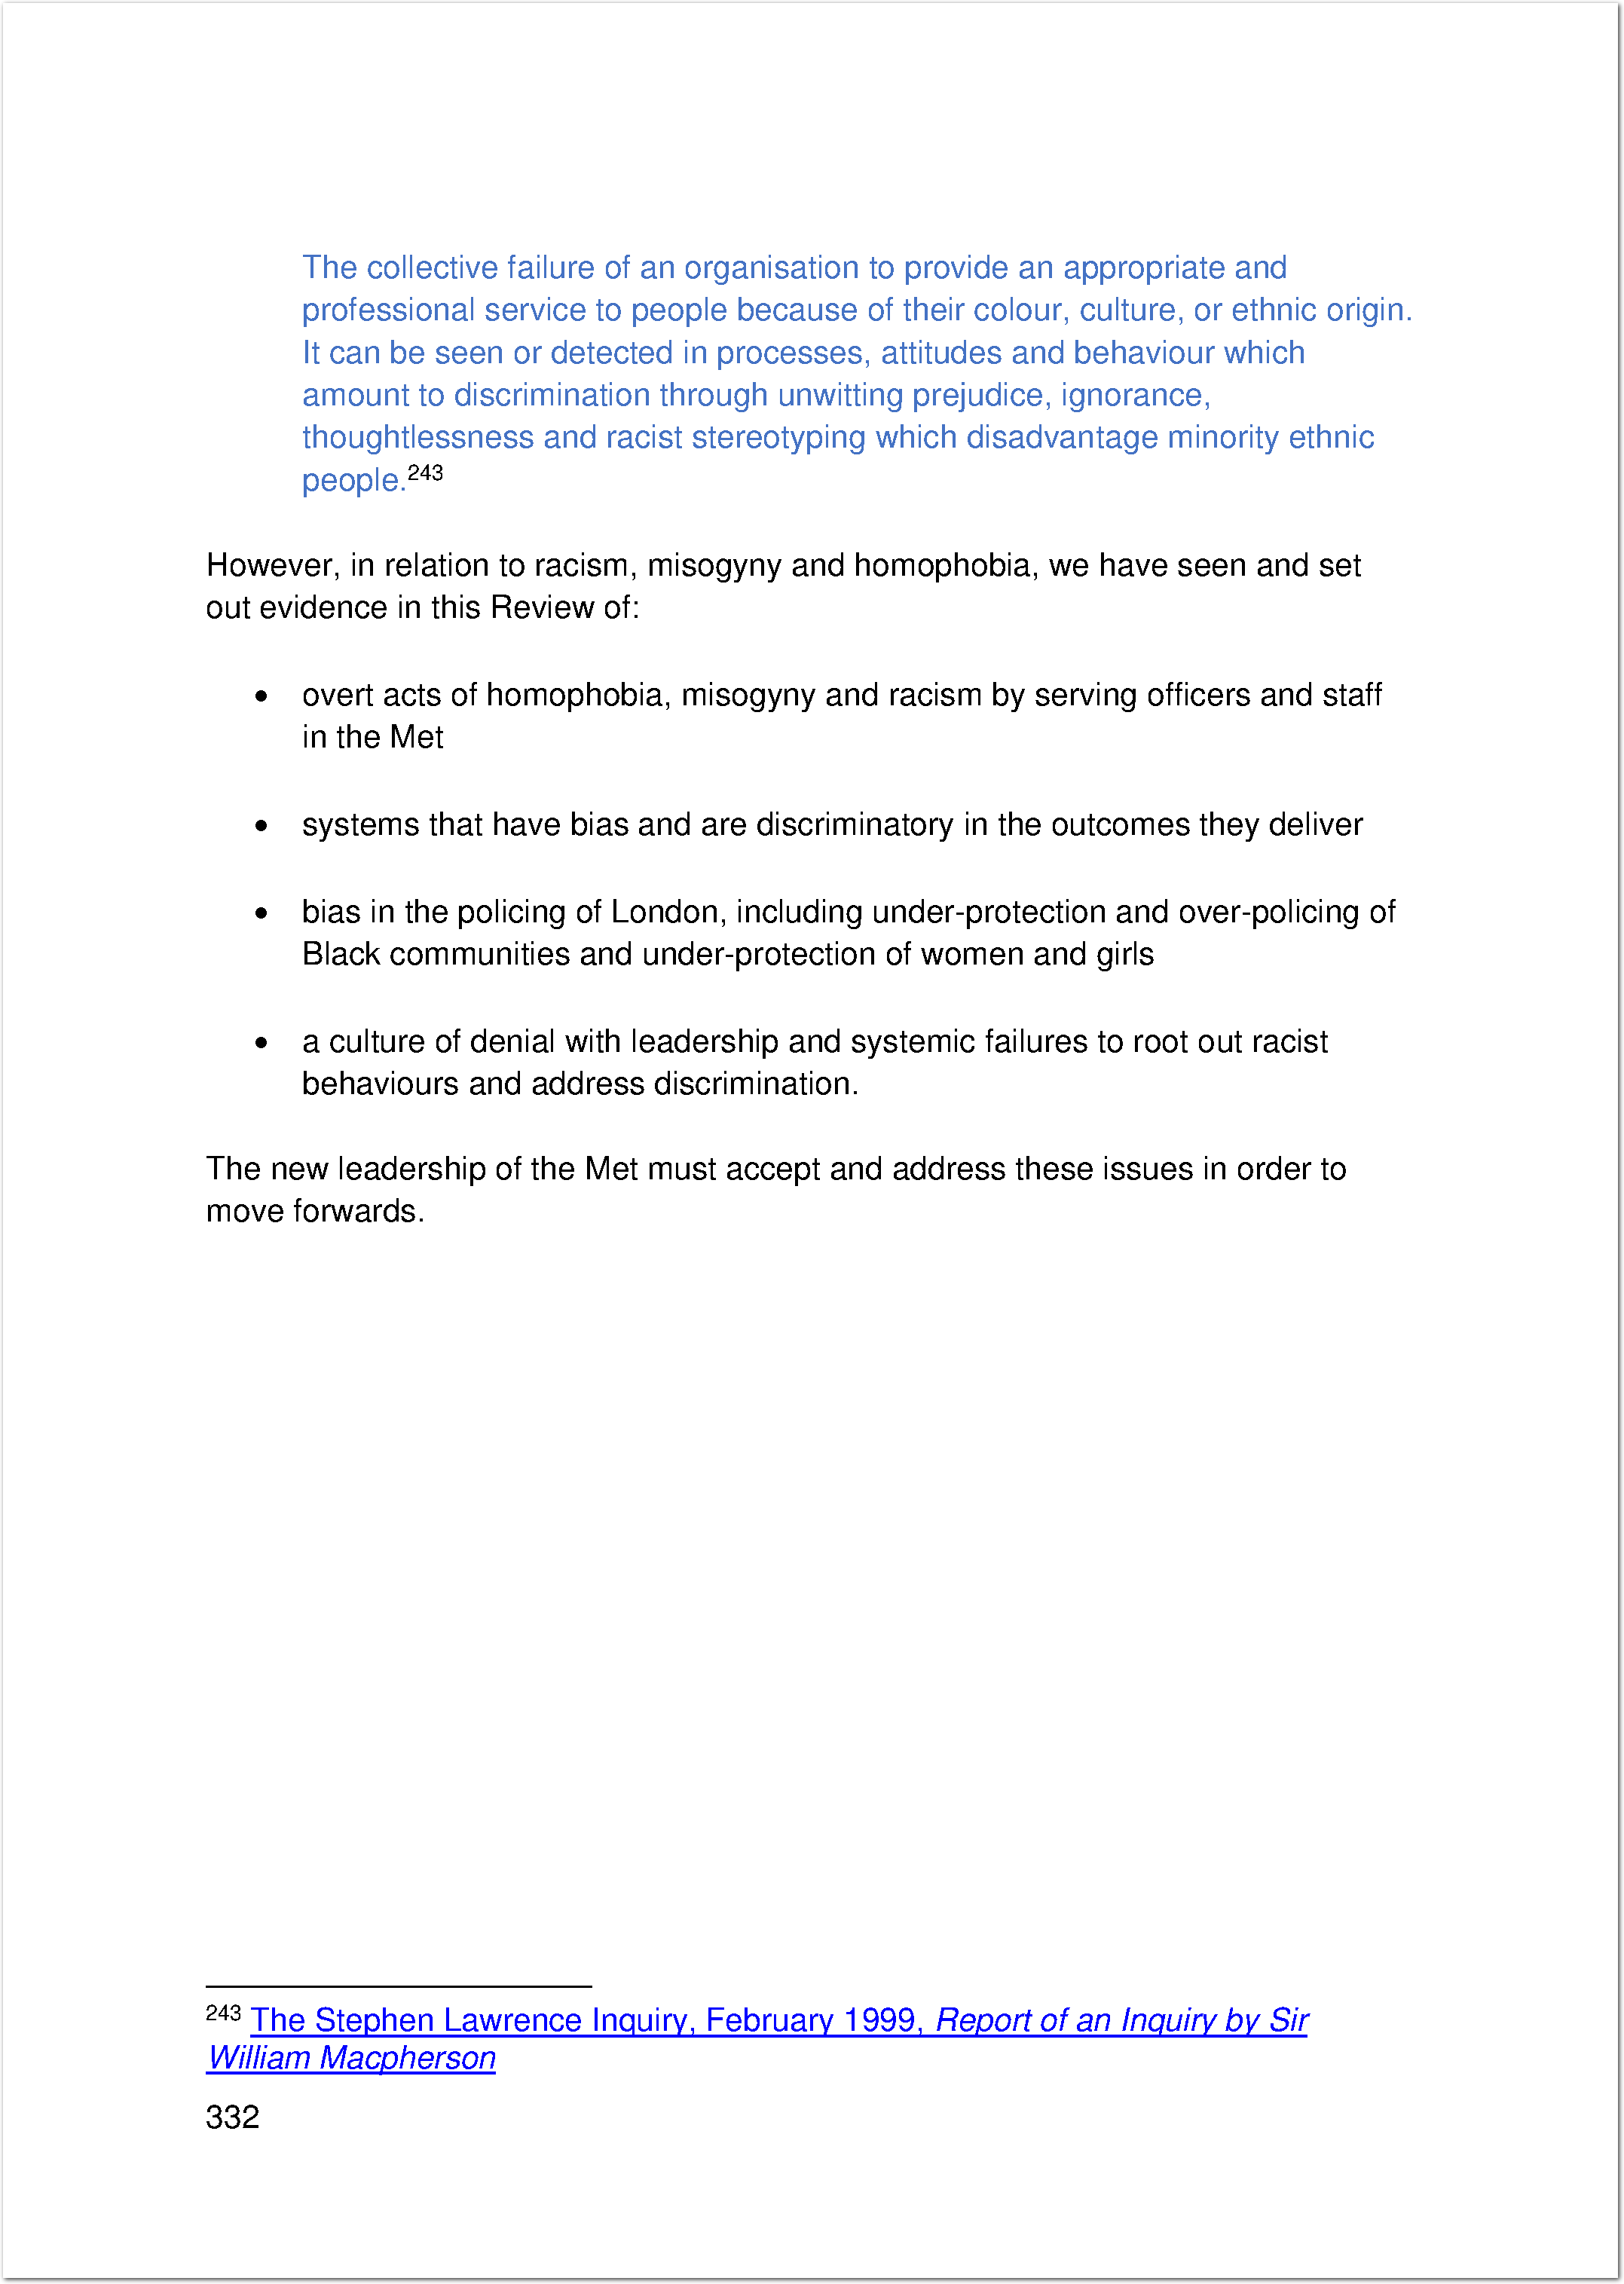 The collective failure of an organisation to provide an appropriate and
professional service to people because of their colour, culture, or ethnic origin.
It can be seen or detected in processes, attitudes and behaviour which
amount to discrimination through unwitting prejudice, ignorance,
thoughtlessness and racist stereotyping which disadvantage minority ethnic
people.243
However, in relation to racism, misogyny and homophobia, we have seen and set
out evidence in this Review of:
• overt acts of homophobia, misogyny and racism by serving officers and staff
in the Met
• systems that have bias and are discriminatory in the outcomes they deliver
• bias in the policing of London, including under-protection and over-policing of
Black communities and under-protection of women and girls
• a culture of denial with leadership and systemic failures to root out racist
behaviours and address discrimination.
The new leadership of the Met must accept and address these issues in order to
move forwards.
243 The Stephen Lawrence Inquiry, February 1999, Report of an Inquiry by Sir
William Macpherson
332